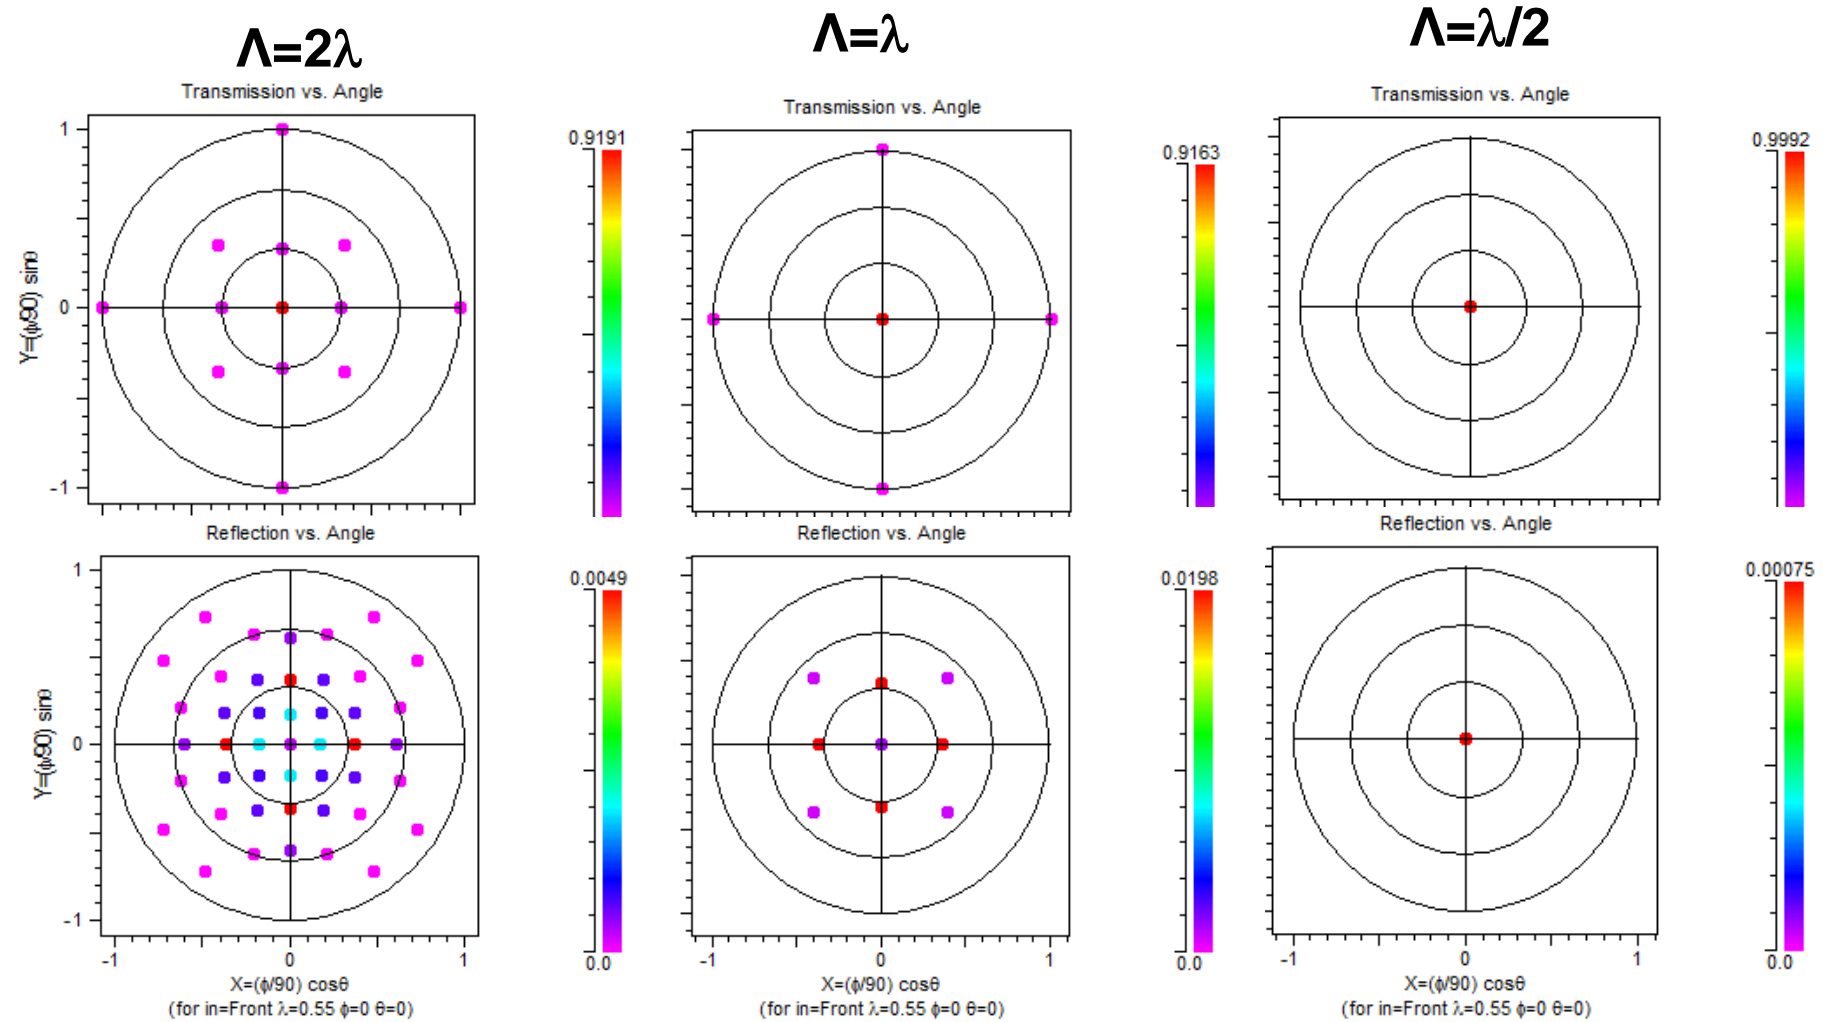 Λ=2λ
Λ=λ
Λ=λ/2
Transmission vs. Angle
Transmission vs. Angle
Transmission vs. Angle
0.9191
0.9163
0.9992
1
0
-1
Y=(ϕ/90) sinθ
Reflection vs. Angle
Reflection vs. Angle
Reflection vs. Angle
0.0049
0.0198
0.00075
1
0
-1
Y=(ϕ/90) sinθ
0.0
0.0
0.0
-1 0 1
-1 0 1
-1 0 1
X=(ϕ/90) cosθ
X=(ϕ/90) cosθ
X=(ϕ/90) cosθ
(for in=Front λ=0.55 ϕ=0 θ=0)
(for in=Front λ=0.55 ϕ=0 θ=0)
(for in=Front λ=0.55 ϕ=0 θ=0)